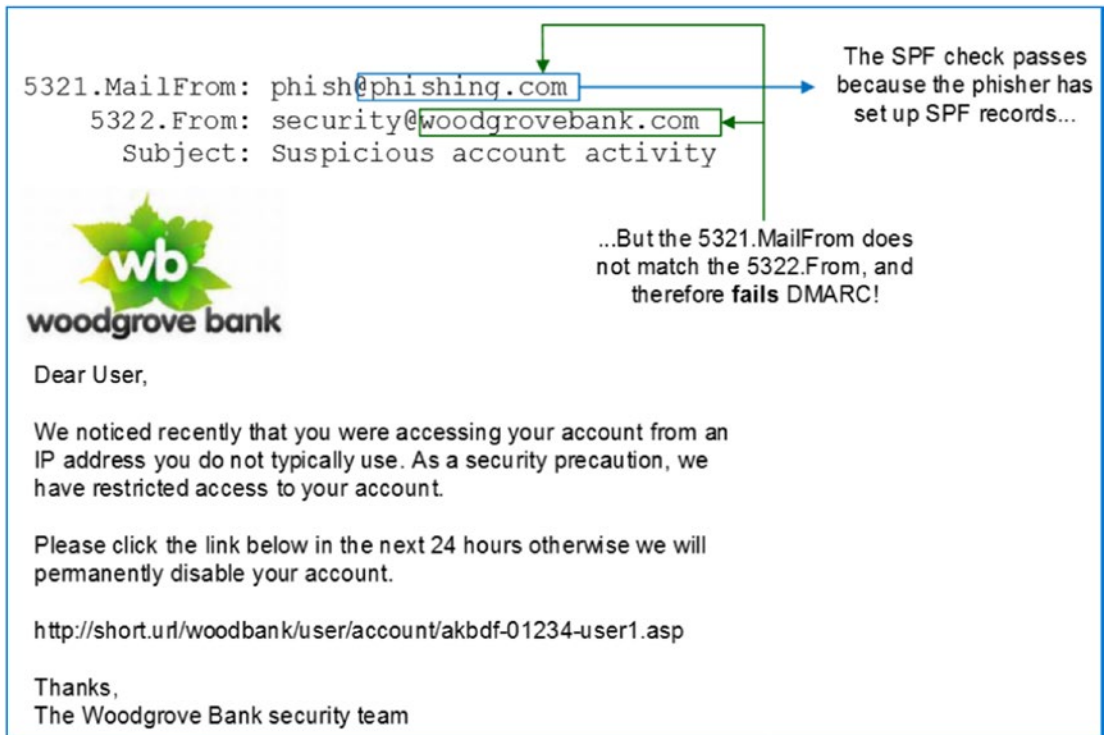 5321.MailFrom: phish@phishing.com
5322.From: security@woodgrovebank.com
Subject: Suspicious account activity
The SPF check passes
because the phisher has
set up SPF records...
...But the 5321.MailFrom does
not match the 5322.From, and
therefore fails DMARC!
wb
woodgrove bank
Dear User,
We noticed recently that you were accessing your account from an
IP address you do not typically use. As a security precaution, we
have restricted access to your account.
Please click the link below in the next 24 hours otherwise we will
permanently disable your account.
http://short.url/woodbank/user/account/akbdf-01234-user1.asp
Thanks,
The Woodgrove Bank security team